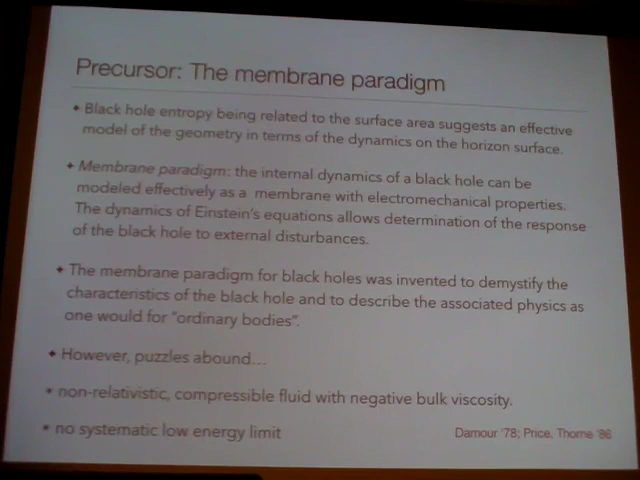 Precursor: The membrane paradigm
✦ Black hole entropy being related to the surface area suggests an effective
model of the geometry in terms of the dynamics on the horizon surface.
✦ Membrane paradigm: the internal dynamics of a black hole can be
modeled effectively as a membrane with electromechanical properties.
The dynamics of Einstein's equations allows determination of the response
of the black hole to external disturbances.
✦ The membrane paradigm for black holes was invented to demystify the
characteristics of the black hole and to describe the associated physics as
one would for "ordinary bodies".
✦ However, puzzles abound...
* non-relativistic, compressible fluid with negative bulk viscosity.
* no systematic low energy limit
Damour '78; Price, Thorne '86